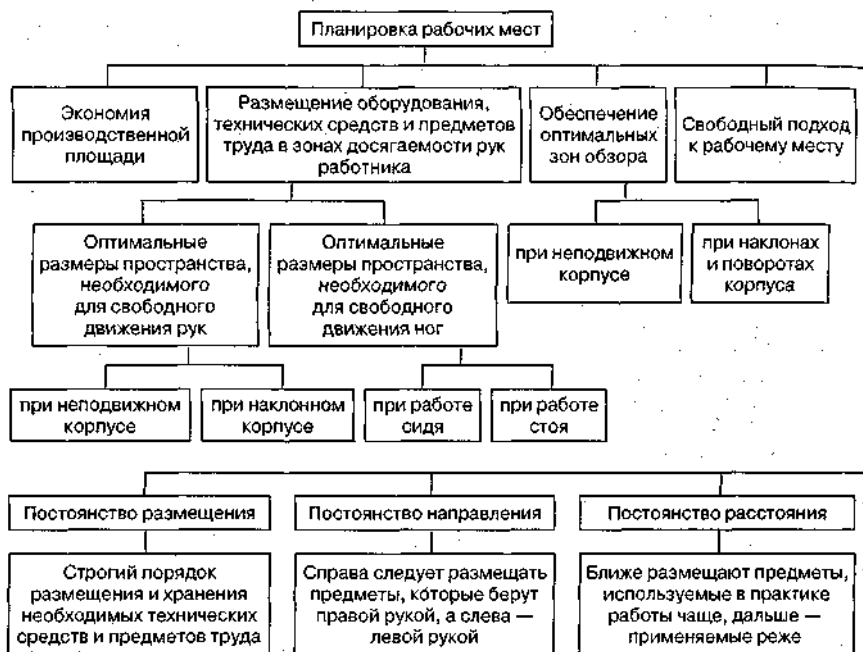 Планировка рабочих мест
Экономия
производственной
площади
Размещение оборудования,
технических средств и предметов
труда в зонах досягаемости рук
работника
Обеспечение
оптимальных
зон обзора
Свободный подход
к рабочему месту
Оптимальные
размеры пространства,
необходимого
для свободного
движения рук
Оптимальные
размеры пространства,
необходимого
для свободного
движения ног
при неподвижном
корпусе
при наклонах
и поворотах
корпуса
при неподвижном
корпусе
при наклонном
корпусе
при работе
сидя
при работе
стоя
Постоянство размещения
Постоянство направления
Постоянство расстояния
Строгий порядок
размещения и хранения
необходимых технических
средств и предметов труда
Справа следует размещать
предметы, которые берут
правой рукой, а слева —
левой рукой
Ближе размещают предметы,
используемые в практике
работы чаще, дальше —
применяемые реже